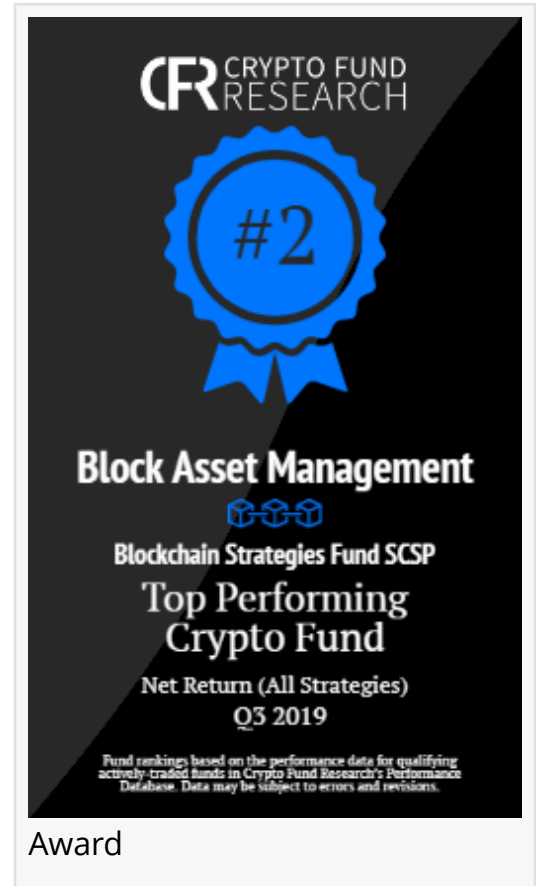 CFR CRYPTO FUND
RESEARCH
#2
Block Asset Management
Blockchain Strategies Fund SCSP
Top Performing
Crypto Fund
Net Return (All Strategies)
Q3 2019
Fund rankings based on the performance data for qualifying
actively-traded funds in Crypto Fund Research's Performance
Database. Data may be subject to errors and revisions.
Award